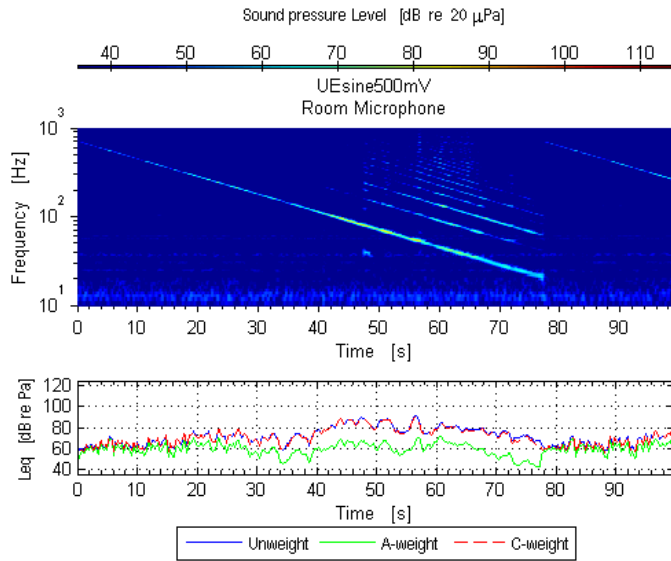 Sound pressure Level [dB re 20 μPa]
40 50 60 70 80 90 100 110
UEsine500mV
Room Microphone
Frequency [Hz]
10^3
10^2
10^1
0 10 20 30 40 50 60 70 80 90
Time [s]
Leq [dB re Pa]
120
100
80
60
40
0 10 20 30 40 50 60 70 80 90
Time [s]
Unweight A-weight C-weight